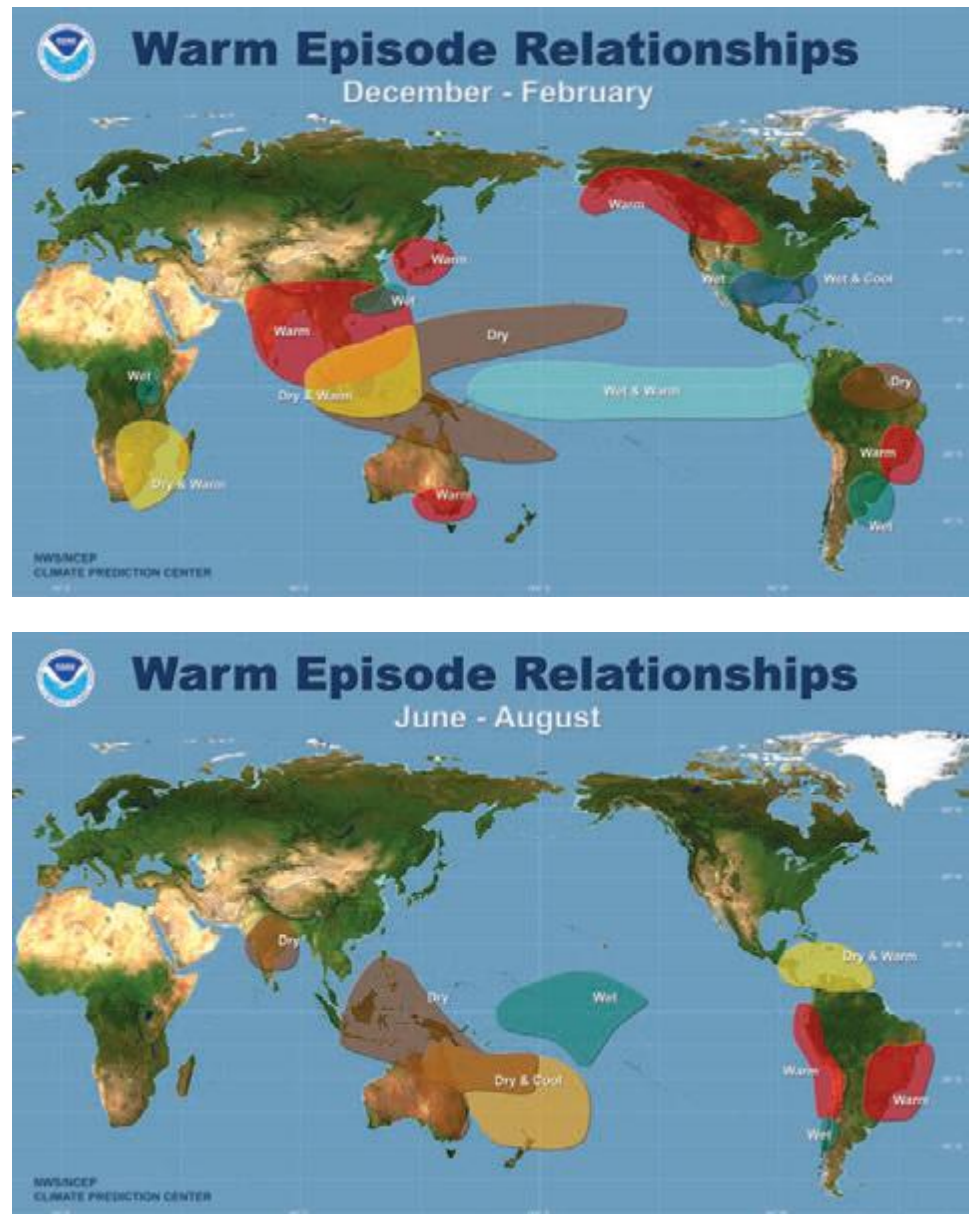 Warm Episode Relationships
December - February
Warm
Warm
Wet
Wet & Cool
Wet
Warm
Dry
Wet
Dry & Warm
Wet & Warm
Dry
Warm
Dry & Warm
Warm
Wet
NWS/NCEP
CLIMATE PREDICTION CENTER
Warm Episode Relationships
June - August
Dry
Dry & Warm
Dry
Wet
Warm
Dry & Cool
Warm
Wet
NWS/NCEP
CLIMATE PREDICTION CENTER